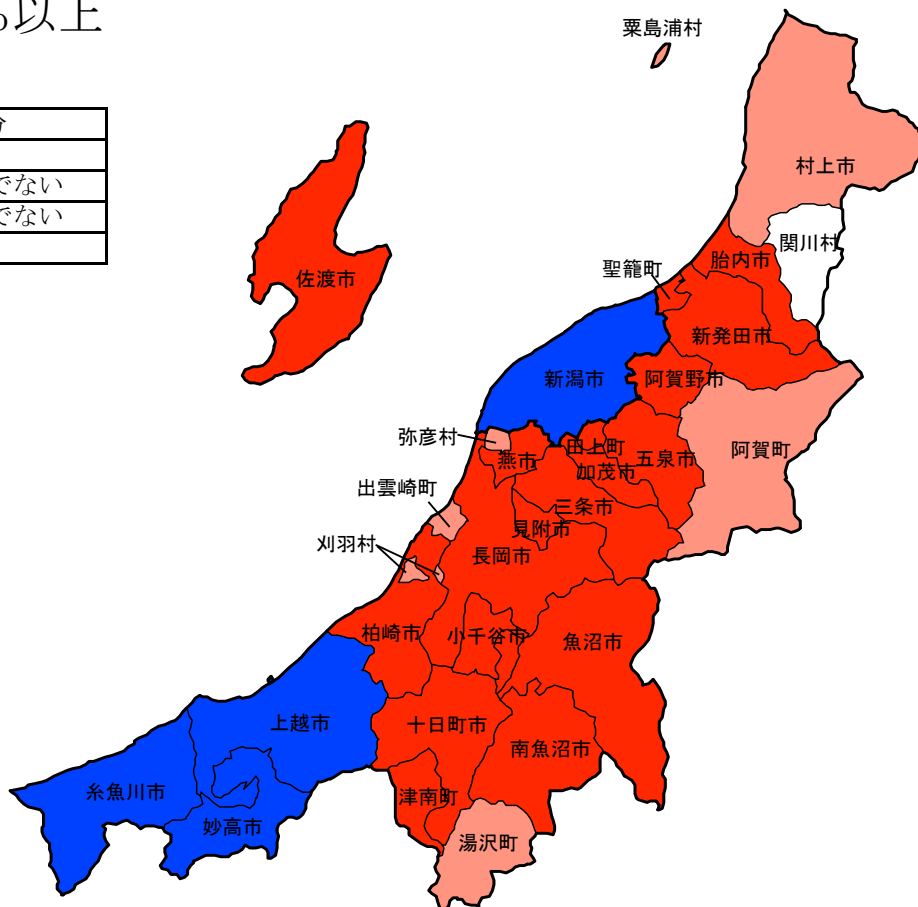 以上
でない
でない
粟島浦村
村上市
関川村
胎内市
聖籠町
佐渡市
新発田市
新潟市
阿賀野市
弥彦村
田上町
燕市
加茂市
五泉市
阿賀町
出雲崎町
三条市
見附市
刈羽村
長岡市
柏崎市
小千谷市
魚沼市
上越市
十日町市
南魚沼市
糸魚川市
津南町
妙高市
湯沢町